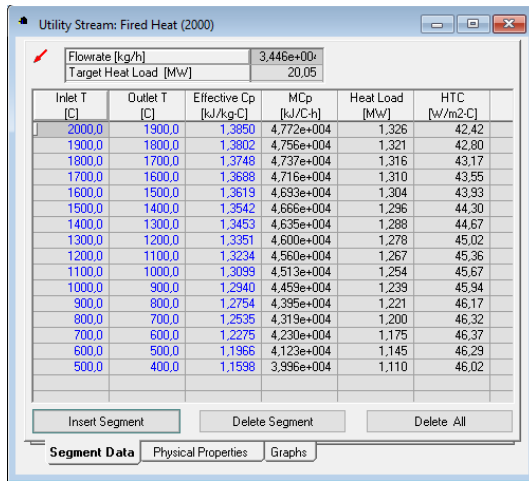 Utility Stream: Fired Heat (2000)
Flowrate [kg/h] 3,446e+004
Target Heat Load [MW] 20,05
Inlet T Outlet T Effective Cp MCp Heat Load HTC
[C] [C] [kJ/kg-C] [kJ/C-h] [MW] [W/m2-C]
2000,0 1900,0 1,3850 4,772e+004 1,326 42,42
1900,0 1800,0 1,3802 4,756e+004 1,321 42,80
1800,0 1700,0 1,3748 4,737e+004 1,316 43,17
1700,0 1600,0 1,3688 4,716e+004 1,310 43,55
1600,0 1500,0 1,3619 4,693e+004 1,304 43,93
1500,0 1400,0 1,3542 4,666e+004 1,296 44,30
1400,0 1300,0 1,3453 4,635e+004 1,288 44,67
1300,0 1200,0 1,3351 4,600e+004 1,278 45,02
1200,0 1100,0 1,3234 4,560e+004 1,267 45,36
1100,0 1000,0 1,3099 4,513e+004 1,254 45,67
1000,0 900,0 1,2940 4,459e+004 1,239 45,94
900,0 800,0 1,2754 4,395e+004 1,221 46,17
800,0 700,0 1,2535 4,319e+004 1,200 46,32
700,0 600,0 1,2275 4,230e+004 1,175 46,37
600,0 500,0 1,1966 4,123e+004 1,145 46,29
500,0 400,0 1,1598 3,996e+004 1,110 46,02
Insert Segment Delete Segment Delete All
Segment Data Physical Properties Graphs